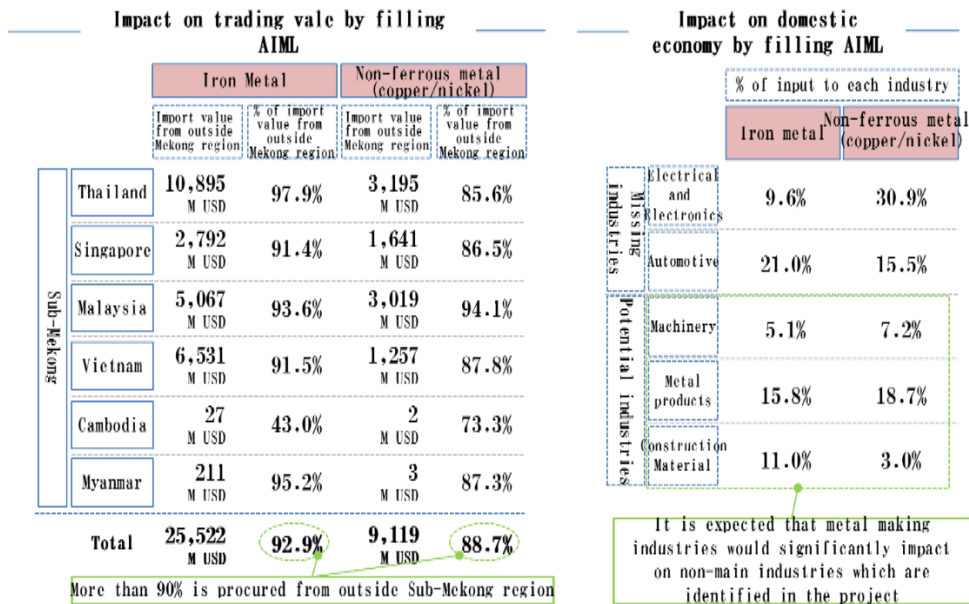 Impact on trading vale by filling
AIML
Iron Metal
Non-ferrous metal
(copper/nickel)
Import value
from outside
Mekong region
% of import
value from
outside
Mekong region
Import value
from outside
Mekong region
% of import
value from
outside
Mekong region
Sub-Mekong
Thailand
10,895
M USD
97.9%
3,195
M USD
85.6%
Singapore
2,792
M USD
91.4%
1,641
M USD
86.5%
Malaysia
5,067
M USD
93.6%
3,019
M USD
94.1%
Vietnam
6,531
M USD
91.5%
1,257
M USD
87.8%
Cambodia
27
M USD
43.0%
2
M USD
73.3%
Myanmar
211
M USD
95.2%
3
M USD
87.3%
Total
25,522
M USD
92.9%
9,119
M USD
88.7%
More than 90% is procured from outside Sub-Mekong region
Impact on domestic
economy by filling AIML
% of input to each industry
Iron metal
Non-ferrous metal
(copper/nickel)
Missing
industries
Electrical
and
Electronics
9.6%
30.9%
Automotive
21.0%
15.5%
Potential industries
Machinery
5.1%
7.2%
Metal
products
15.8%
18.7%
Construction
Material
11.0%
3.0%
It is expected that metal making
industries would significantly impact
on non-main industries which are
identified in the project